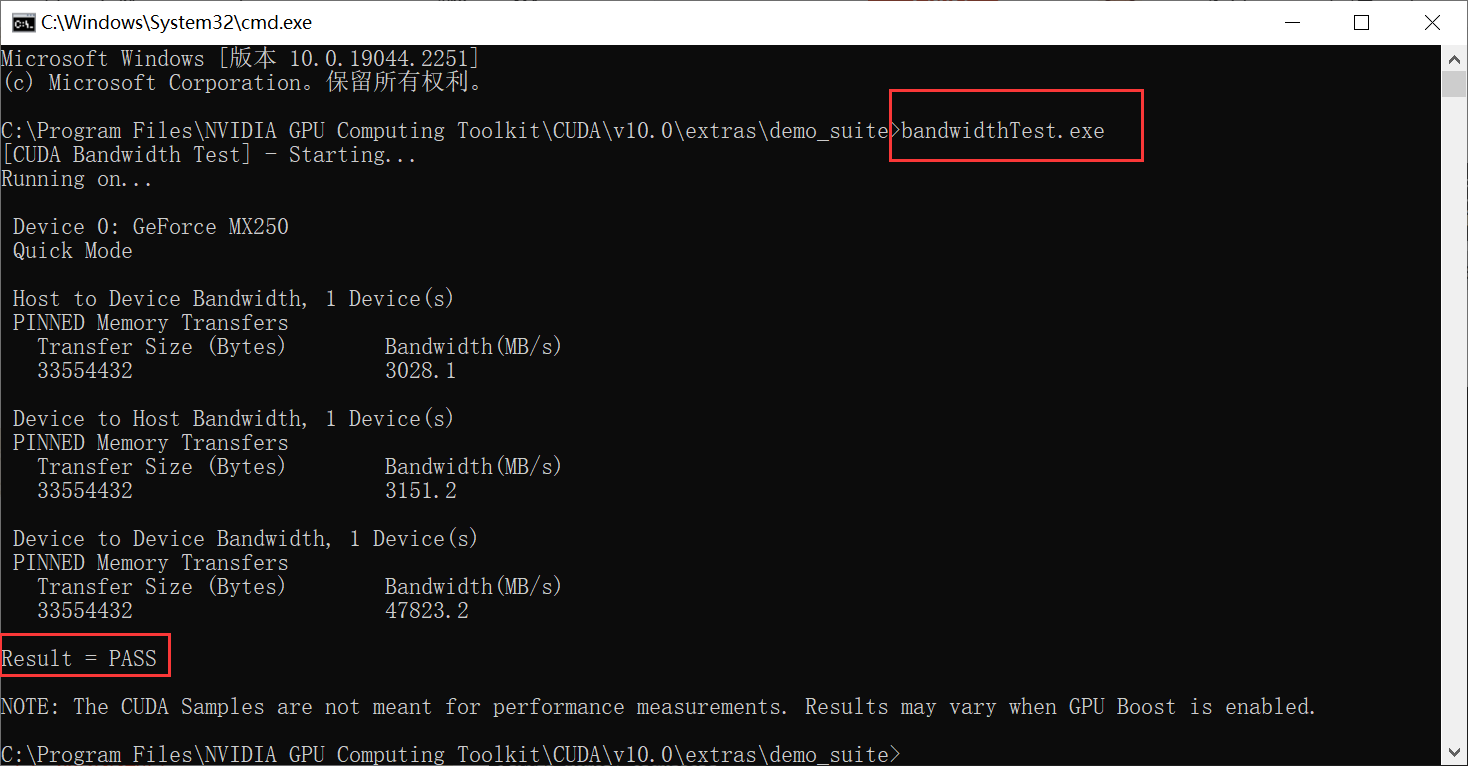 C:\Windows\System32\cmd.exe
Microsoft Windows [版本 10.0.19044.2251]
(c) Microsoft Corporation。保留所有权利。
C:\Program Files\NVIDIA GPU Computing Toolkit\CUDA\v10.0\extras\demo_suite>bandwidthTest.exe
[CUDA Bandwidth Test] - Starting...
Running on...
Device 0: GeForce MX250
Quick Mode
Host to Device Bandwidth, 1 Device(s)
PINNED Memory Transfers
Transfer Size (Bytes) Bandwidth(MB/s)
33554432 3028.1
Device to Host Bandwidth, 1 Device(s)
PINNED Memory Transfers
Transfer Size (Bytes) Bandwidth(MB/s)
33554432 3151.2
Device to Device Bandwidth, 1 Device(s)
PINNED Memory Transfers
Transfer Size (Bytes) Bandwidth(MB/s)
33554432 47823.2
Result = PASS
NOTE: The CUDA Samples are not meant for performance measurements. Results may vary when GPU Boost is enabled.
C:\Program Files\NVIDIA GPU Computing Toolkit\CUDA\v10.0\extras\demo_suite>